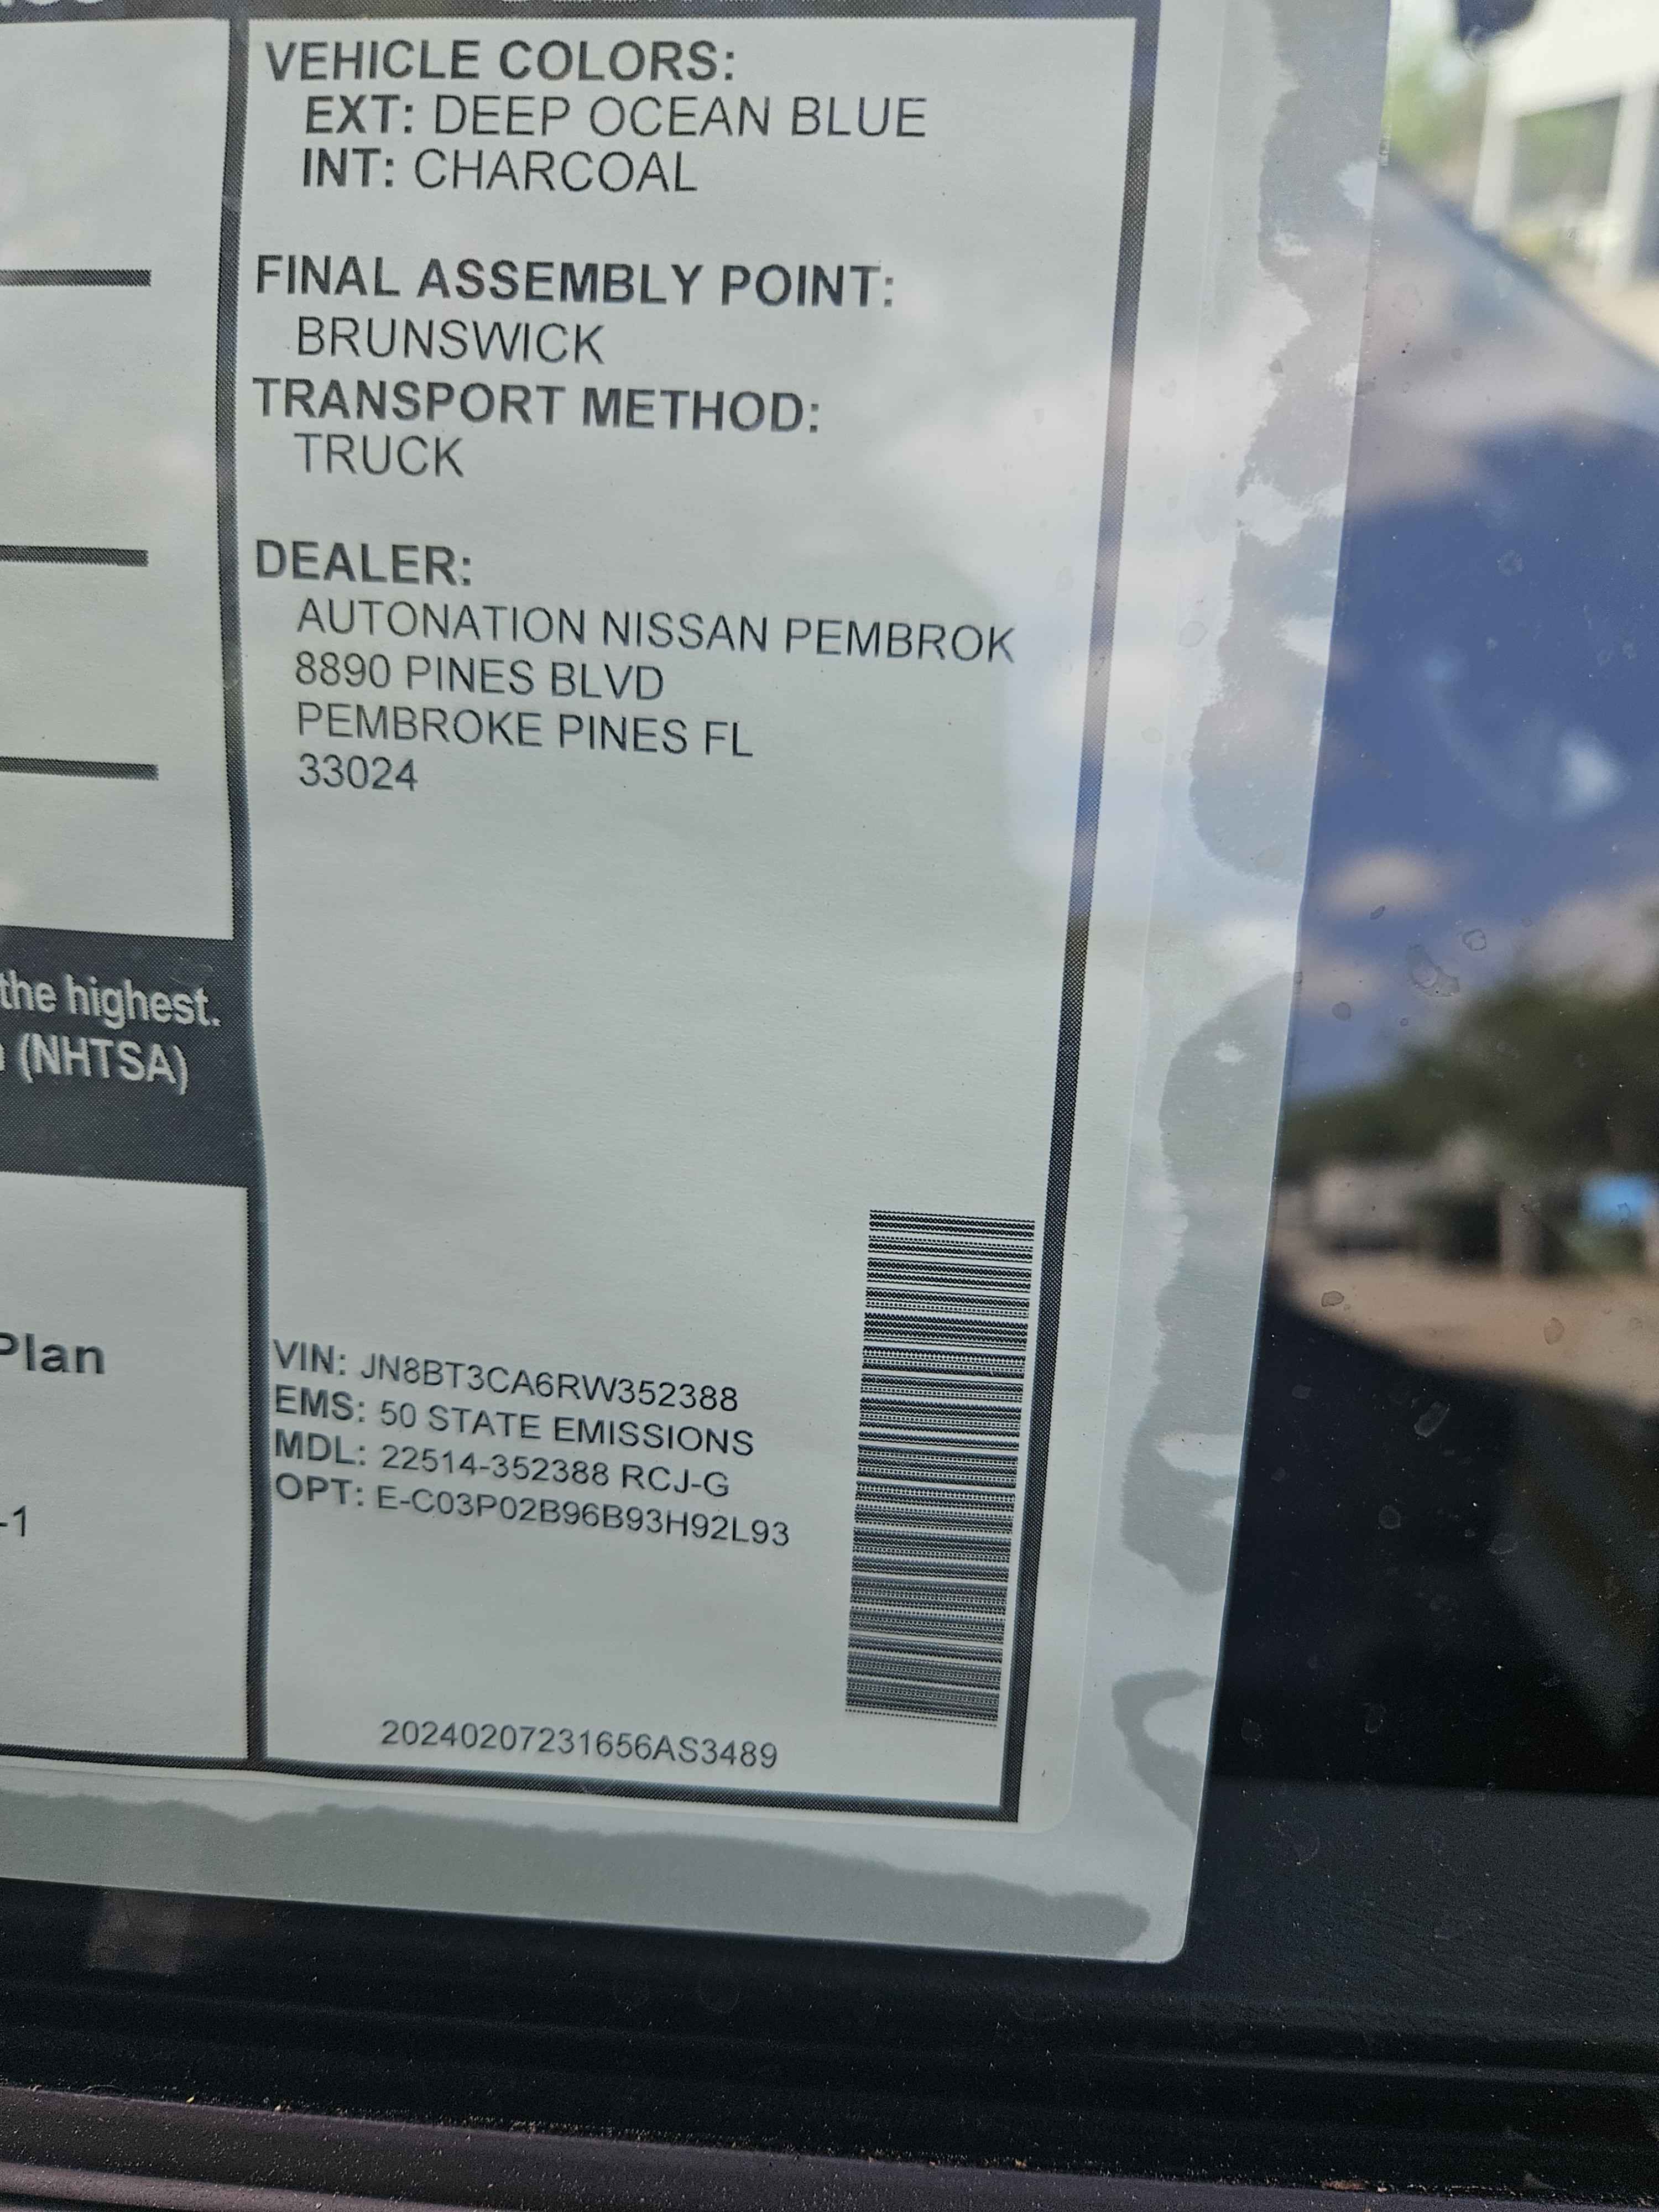 VEHICLE COLORS:
EXT: DEEP OCEAN BLUE
INT: CHARCOAL
FINAL ASSEMBLY POINT:
BRUNSWICK
TRANSPORT METHOD:
TRUCK
DEALER:
AUTONATION NISSAN PEMBROK
8890 PINES BLVD
PEMBROKE PINES FL
33024
the highest.
(NHTSA)
Plan
-1
VIN: JN8BT3CA6RW352388
EMS: 50 STATE EMISSIONS
MDL: 22514-352388 RCJ-G
OPT: E-C03P02B96B93H92L93
20240207231656AS3489